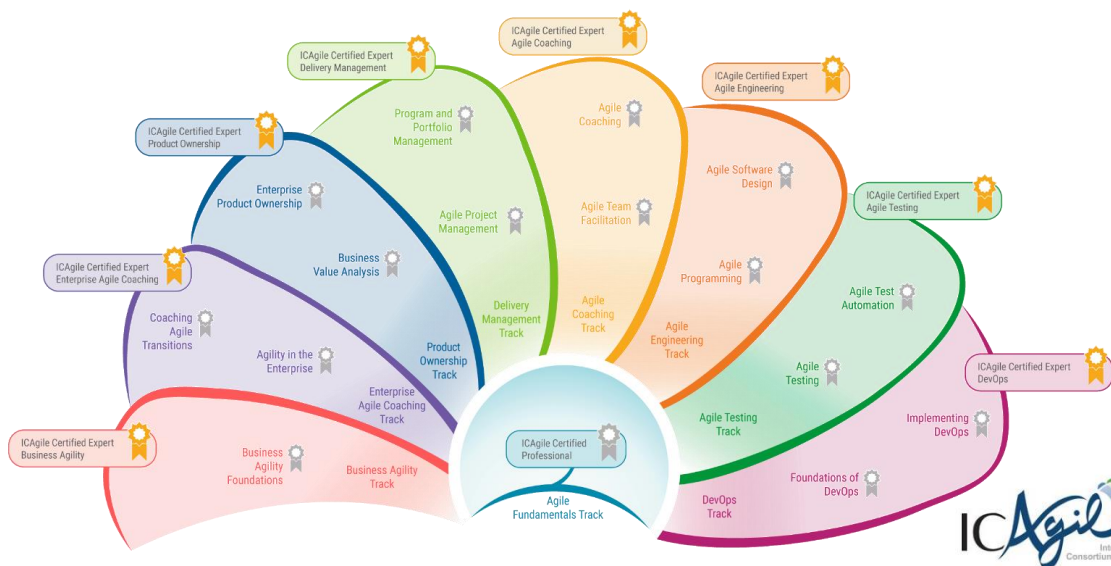 ICAgile Certified Expert
Agile Coaching
ICAgile Certified Expert
Delivery Management
ICAgile Certified Expert
Agile Engineering
Program and
Portfolio
Management
Agile
Coaching
ICAgile Certified Expert
Product Ownership
Agile Software
Design
Enterprise
Product Ownership
ICAgile Certified Expert
Agile Testing
Agile Project
Management
Agile Team
Facilitation
Business
Value Analysis
Agile
Programming
ICAgile Certified Expert
Enterprise Agile Coaching
Agile Test
Automation
Coaching
Agile
Transitions
Delivery
Management
Track
Agile
Coaching
Track
Agile
Engineering
Track
Agility in the
Enterprise
Product
Ownership
Track
Agile
Testing
ICAgile Certified Expert
DevOps
Enterprise
Agile Coaching
Track
Agile Testing
Track
Implementing
DevOps
ICAgile Certified Expert
Business Agility
ICAgile Certified
Professional
Business
Agility
Foundations
Business Agility
Track
Foundations of
DevOps
Agile
Fundamentals Track
DevOps
Track
ICAgil
Int
Consortiu